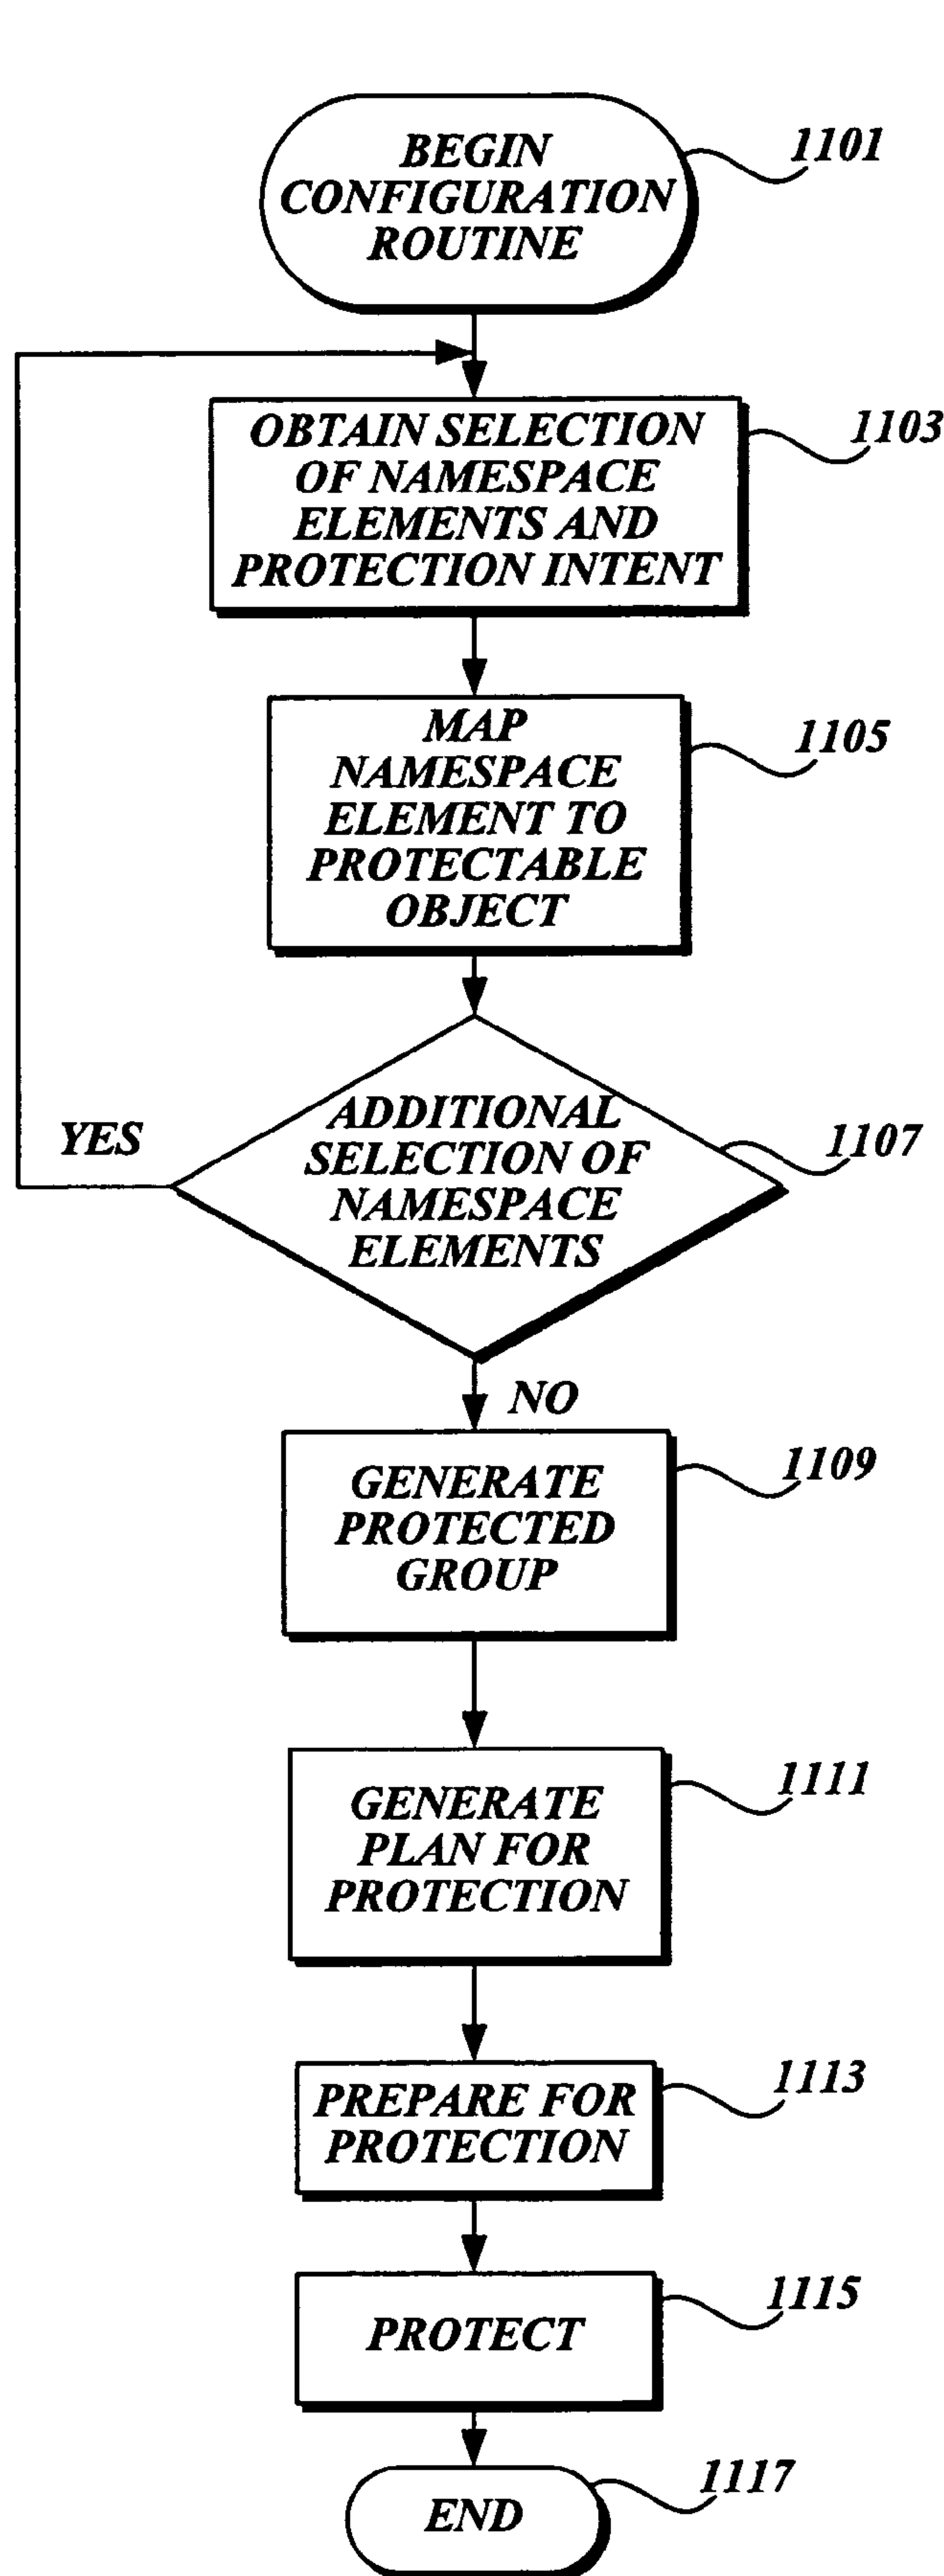 BEGIN
CONFIGURATION
ROUTINE
1101
OBTAIN SELECTION
OF NAMESPACE
ELEMENTS AND
PROTECTION INTENT
1103
MAP
NAMESPACE
ELEMENT TO
PROTECTABLE
OBJECT
1105
YES
ADDITIONAL
SELECTION OF
NAMESPACE
ELEMENTS
1107
NO
GENERATE
PROTECTED
GROUP
1109
GENERATE
PLAN FOR
PROTECTION
1111
PREPARE FOR
PROTECTION
1113
PROTECT
1115
END
1117